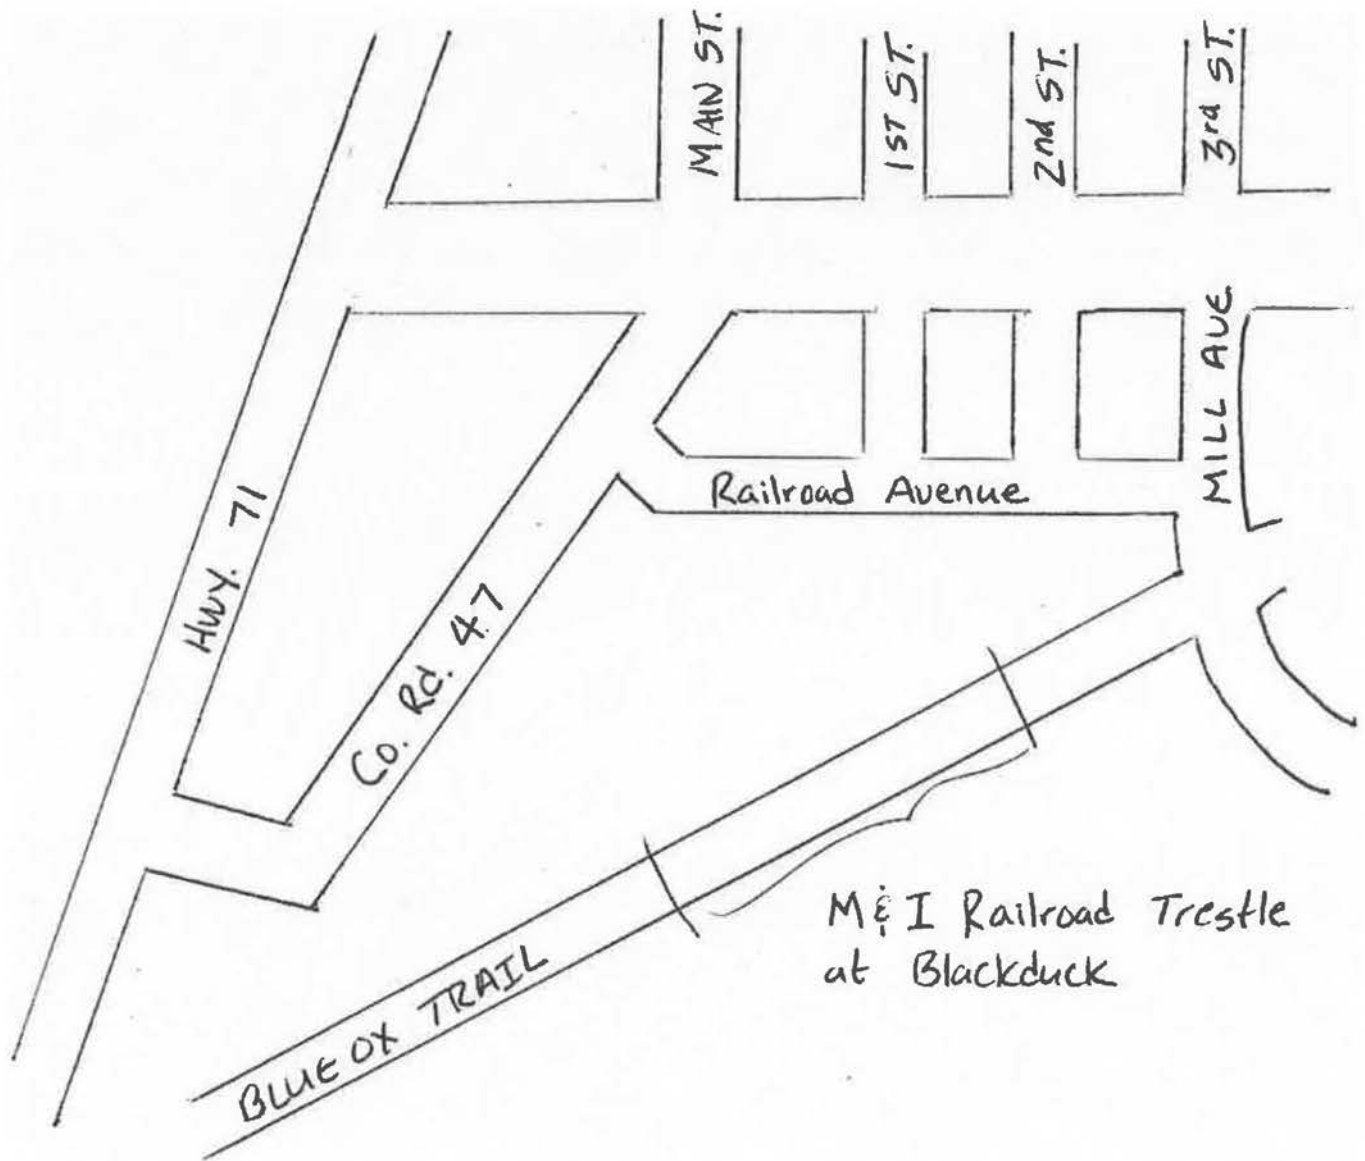 MAIN ST.
1ST ST.
2nd ST.
3rd ST.
MILL AVE.
Railroad Avenue
HWY. 71
Co. Rd. 47
BLUE OX TRAIL
M & I Railroad Trestle
at Blackduck